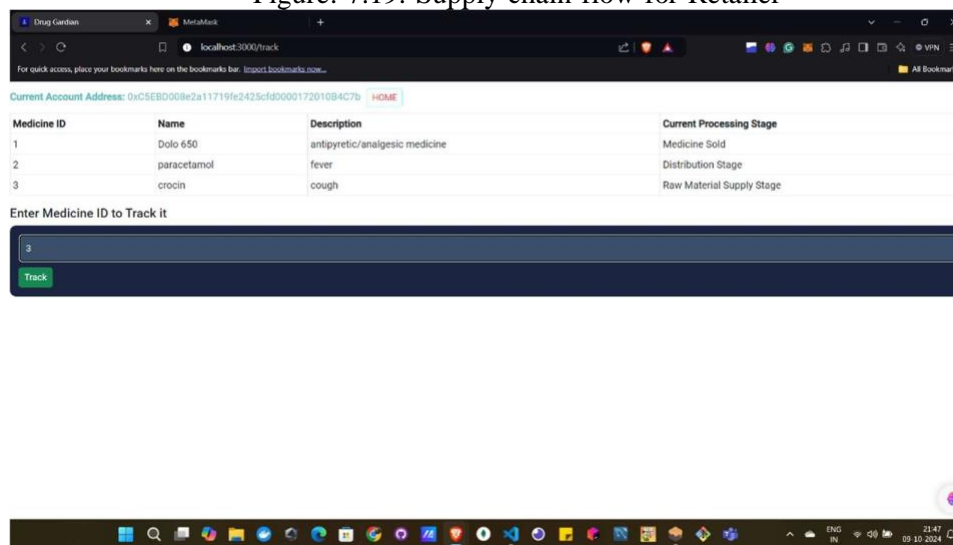 Figure: 7.19: Supply chain flow for Retailer
Drug Gardian
MetaMask
localhost:3000/track
VPN
For quick access, place your bookmarks here on the bookmarks bar. Import bookmarks now...
All Bookmar
Current Account Address: 0xC5EBD008e2a11719fe2425cfd0000172010B4C7b HOME
Medicine ID Name Description Current Processing Stage
1 Dolo 650 antipyretic/analgesic medicine Medicine Sold
2 paracetamol fever Distribution Stage
3 crocin cough Raw Material Supply Stage
Enter Medicine ID to Track it
3
Track
ENG 21:47
IN 09-10-2024